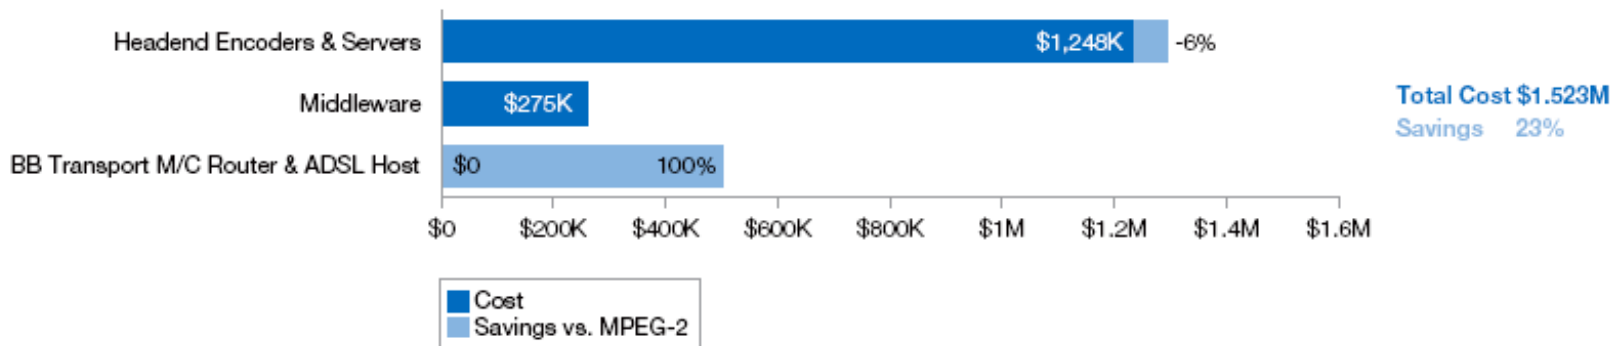 Headend Encoders & Servers $1,248K -6%
Middleware $275K
Total Cost $1.523M
Savings 23%
BB Transport M/C Router & ADSL Host $0 100%
$0 $200K $400K $600K $800K $1M $1.2M $1.4M $1.6M
Cost
Savings vs. MPEG-2